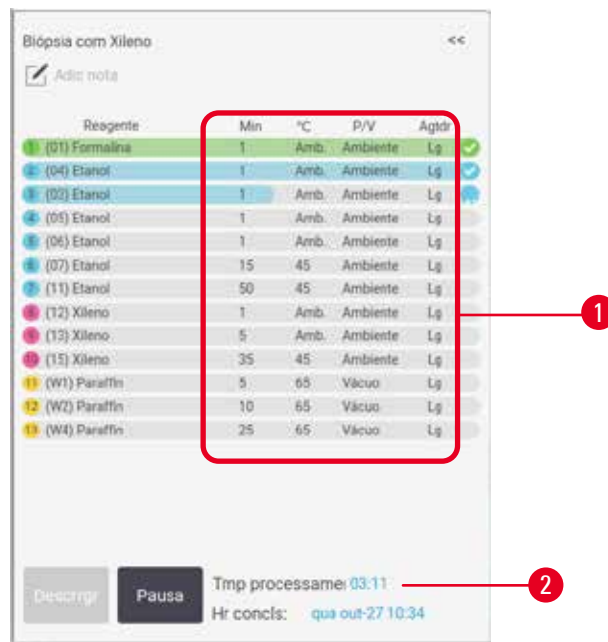 Biópsia com Xileno <<
Adic nota
Reagente Min °C P/V Agtdr
1 (01) Formalina 1 Amb. Ambiente Lg
2 (04) Etanol 1 Amb. Ambiente Lg
3 (02) Etanol 1 Amb. Ambiente Lg
4 (05) Etanol 1 Amb. Ambiente Lg
5 (06) Etanol 1 Amb. Ambiente Lg
6 (07) Etanol 15 45 Ambiente Lg
7 (11) Etanol 50 45 Ambiente Lg
8 (12) Xileno 1 Amb. Ambiente Lg
9 (13) Xileno 5 Amb. Ambiente Lg
10 (15) Xileno 35 45 Ambiente Lg
11 (W1) Paraffin 5 65 Vácuo Lg
12 (W2) Paraffin 10 65 Vácuo Lg
13 (W4) Paraffin 25 65 Vácuo Lg
1
Descrrgr Pausa
Tmp processame 03:11
2
Hr concls: qua out-27 10:34